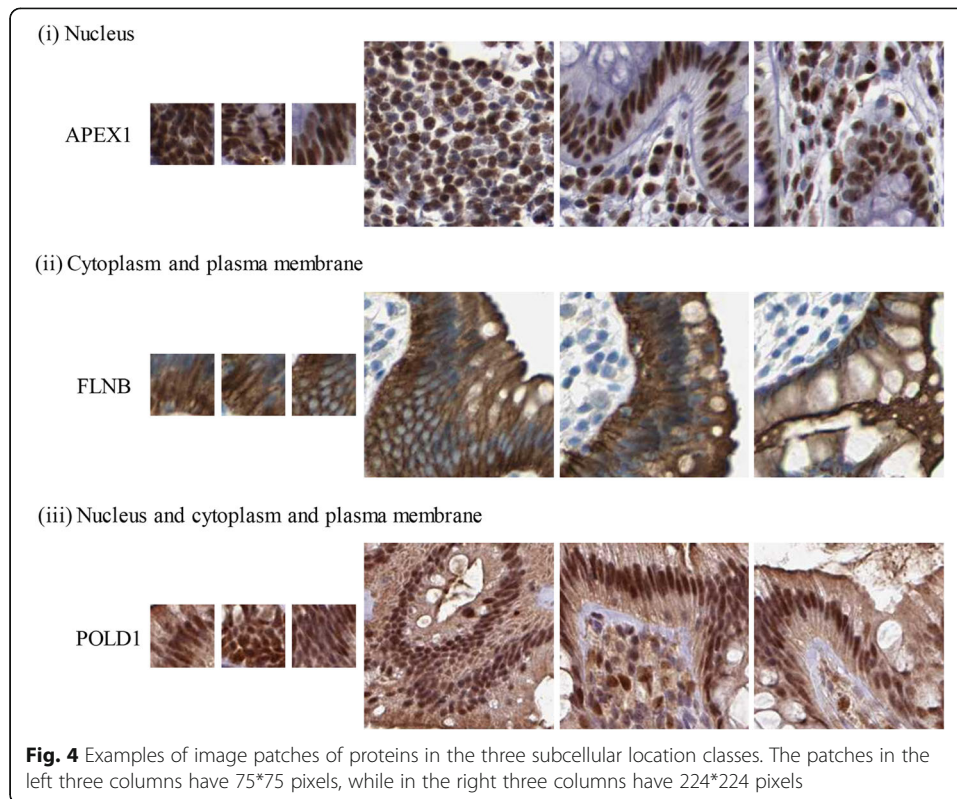 (i) Nucleus
APEX1
(ii) Cytoplasm and plasma membrane
FLNB
(iii) Nucleus and cytoplasm and plasma membrane
POLD1
Fig. 4 Examples of image patches of proteins in the three subcellular location classes. The patches in the
left three columns have 75*75 pixels, while in the right three columns have 224*224 pixels